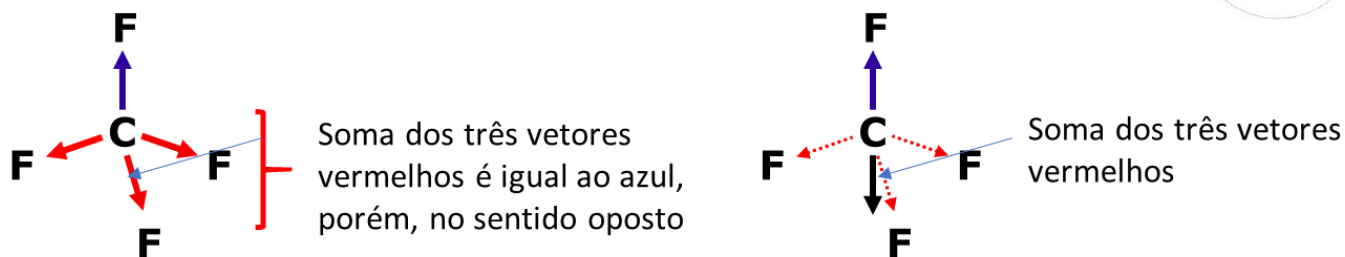 F
C
F
F
F
Soma dos três vetores
vermelhos é igual ao azul,
porém, no sentido oposto
F
C
F
F
F
Soma dos três vetores
vermelhos